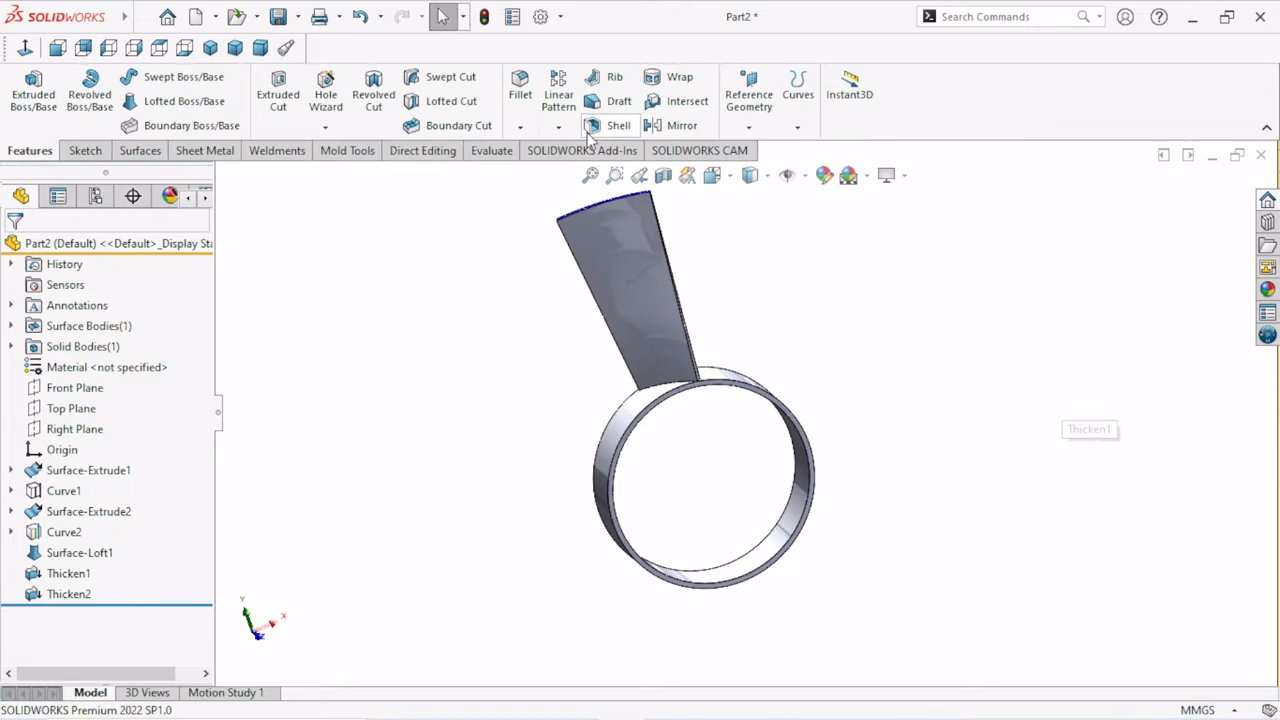 SOLIDWORKS
Part2 *
Search Commands
Extruded Boss/Base
Revolved Boss/Base
Swept Boss/Base
Lofted Boss/Base
Boundary Boss/Base
Extruded Cut
Hole Wizard
Revolved Cut
Swept Cut
Lofted Cut
Boundary Cut
Fillet
Linear Pattern
Rib
Draft
Shell
Wrap
Intersect
Mirror
Reference Geometry
Curves
Instant3D
Features
Sketch
Surfaces
Sheet Metal
Weldments
Mold Tools
Direct Editing
Evaluate
SOLIDWORKS Add-Ins
SOLIDWORKS CAM
Part2 (Default) <<Default>_Display Sta
History
Sensors
Annotations
Surface Bodies(1)
Solid Bodies(1)
Material <not specified>
Front Plane
Top Plane
Right Plane
Origin
Surface-Extrude1
Curve1
Surface-Extrude2
Curve2
Surface-Loft1
Thicken1
Thicken2
Thicken1
Y
X
Model
3D Views
Motion Study 1
SOLIDWORKS Premium 2022 SP1.0
MMGS